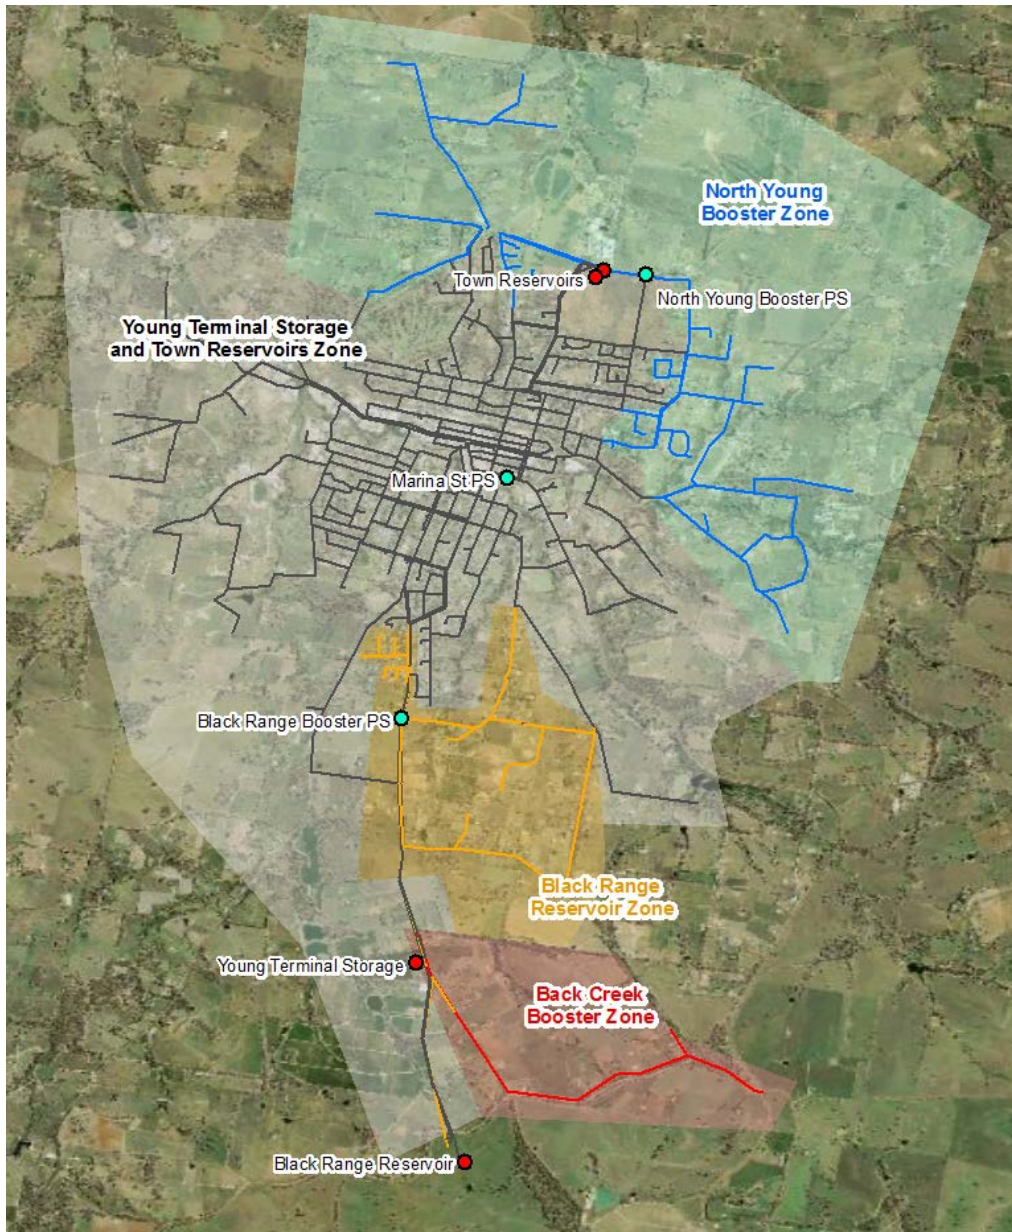 North Young
Booster Zone
Town Reservoirs
North Young Booster PS
Young Terminal Storage
and Town Reservoirs Zone
Marina St PS
Black Range Booster PS
Black Range
Reservoir Zone
Young Terminal Storage
Back Creek
Booster Zone
Black Range Reservoir